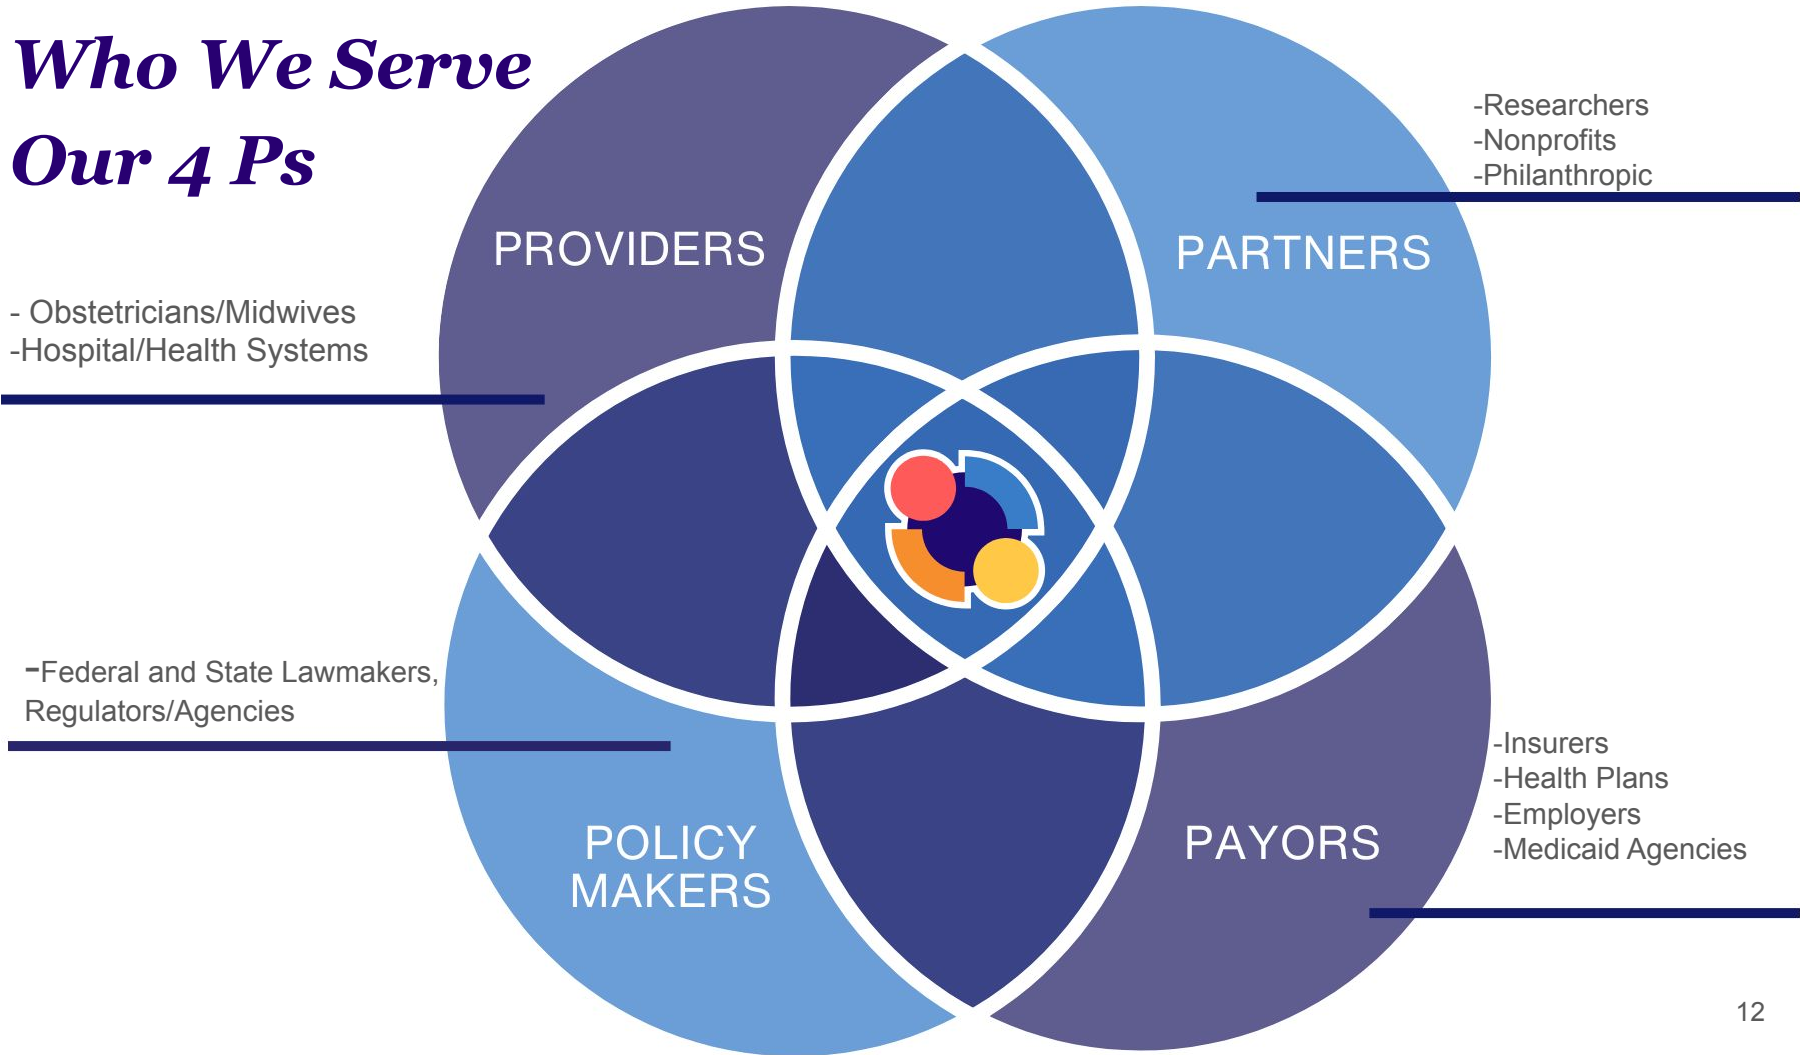 Who We Serve
Our 4 Ps
PROVIDERS
- Obstetricians/Midwives
-Hospital/Health Systems
PARTNERS
-Researchers
-Nonprofits
-Philanthropic
POLICY
MAKERS
-Federal and State Lawmakers,
Regulators/Agencies
PAYORS
-Insurers
-Health Plans
-Employers
-Medicaid Agencies
12